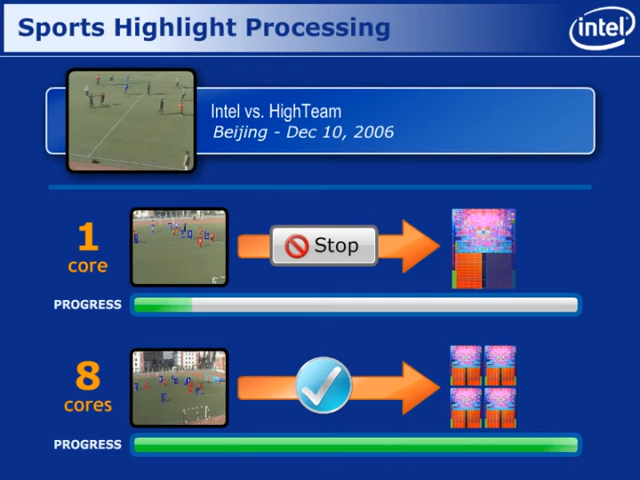 Sports Highlight Processing
intel
Intel vs. HighTeam
Beijing - Dec 10, 2006
1
core
Stop
PROGRESS
8
cores
PROGRESS